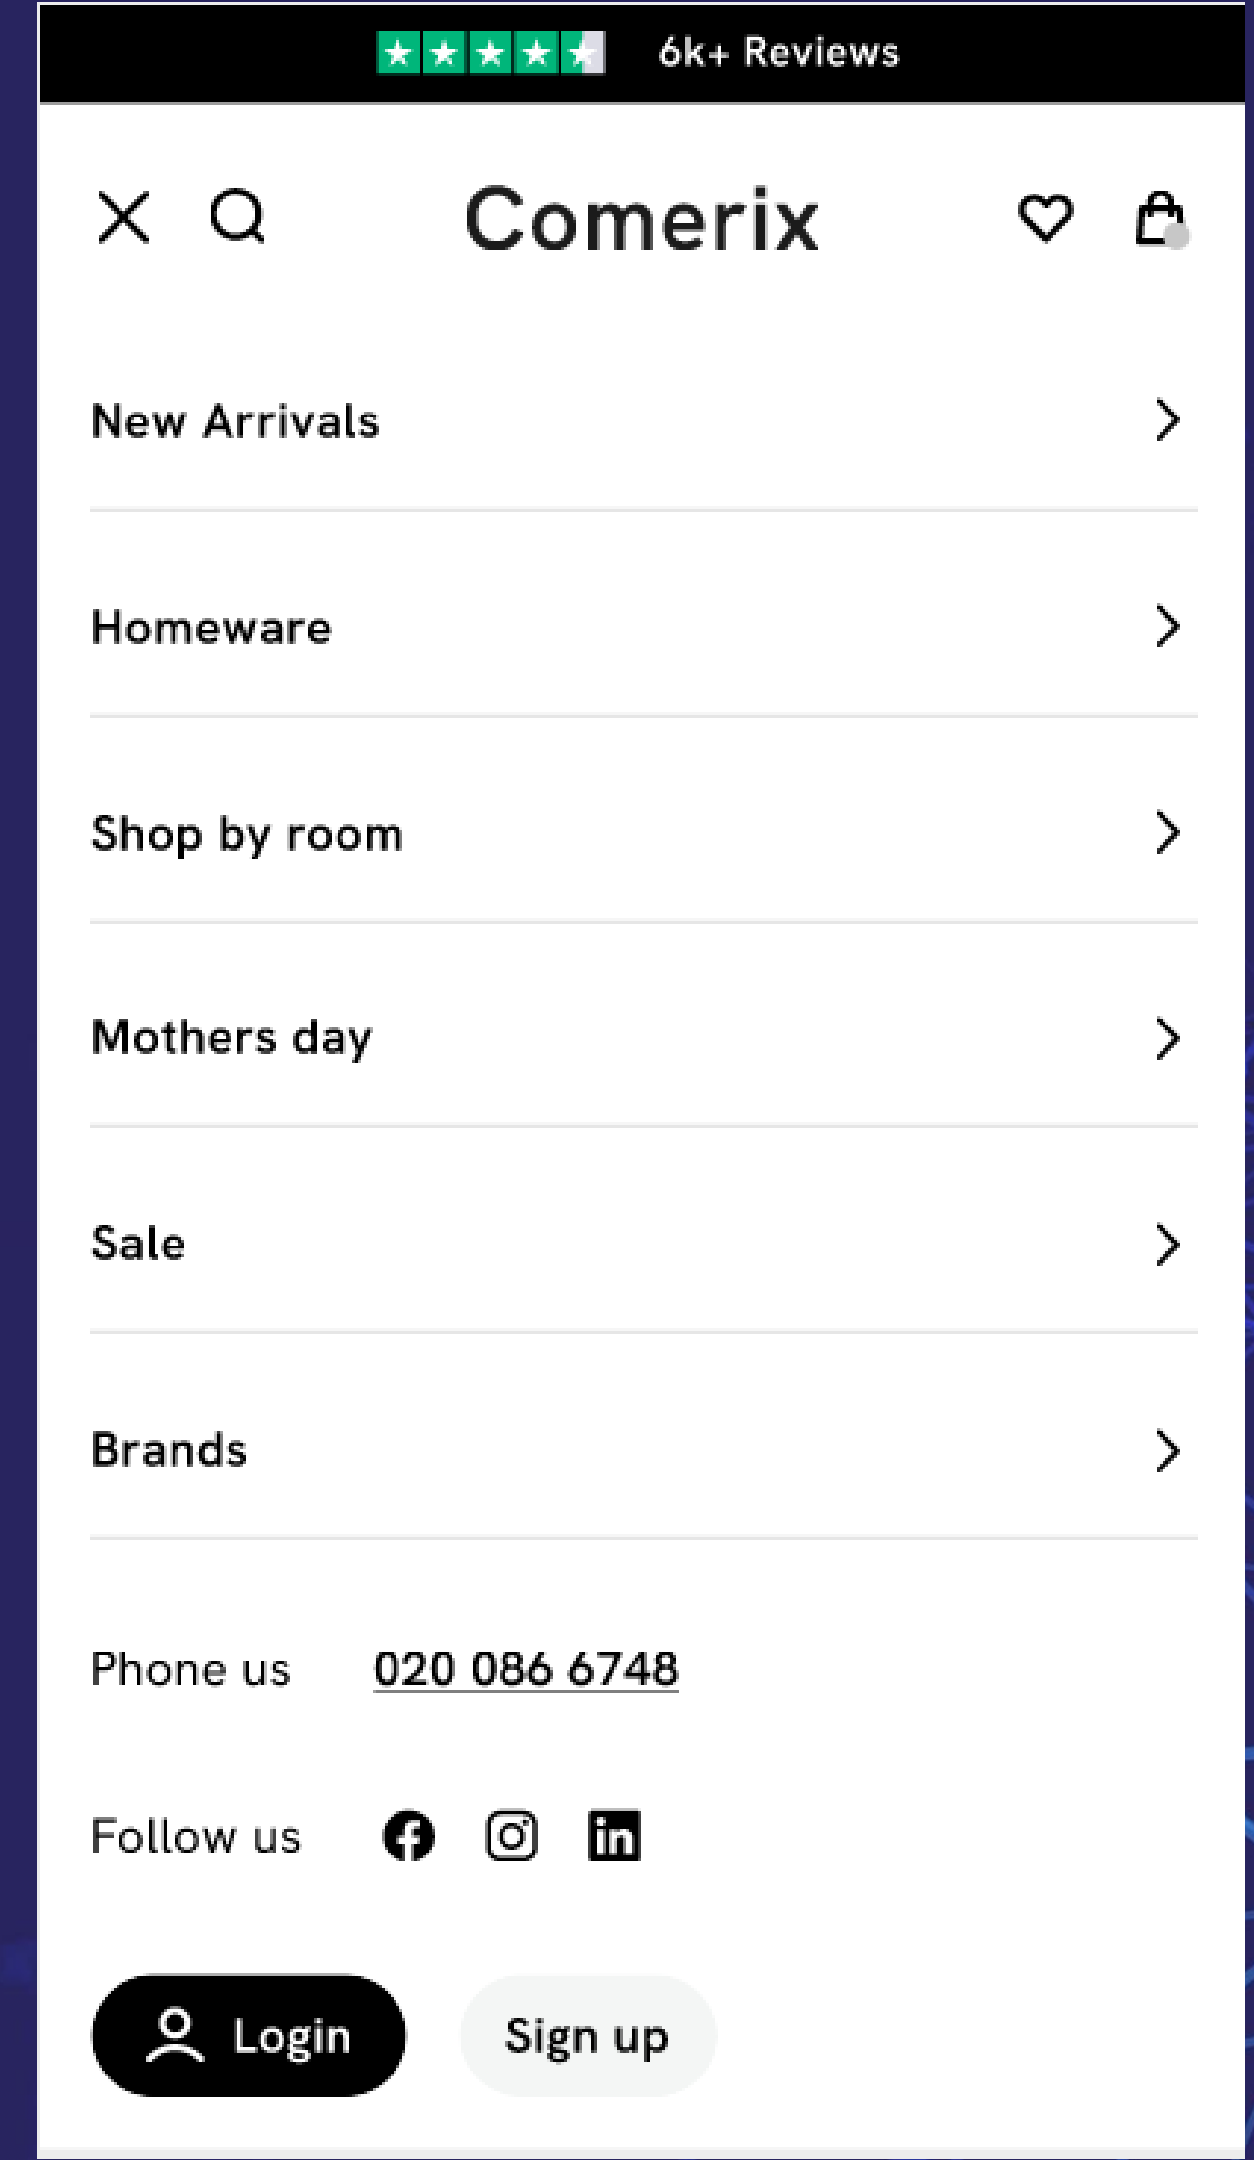 6k+ Reviews
Comerix
New Arrivals
Homeware
Shop by room
Mothers day
Sale
Brands
Phone us 020 086 6748
Follow us
Login Sign up